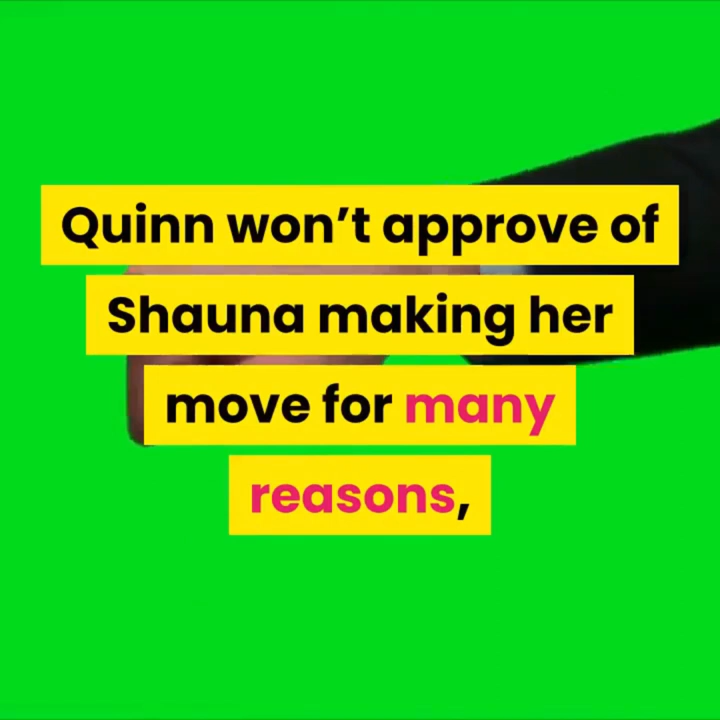 Quinn won’t approve of
Shauna making her
move for many
reasons,